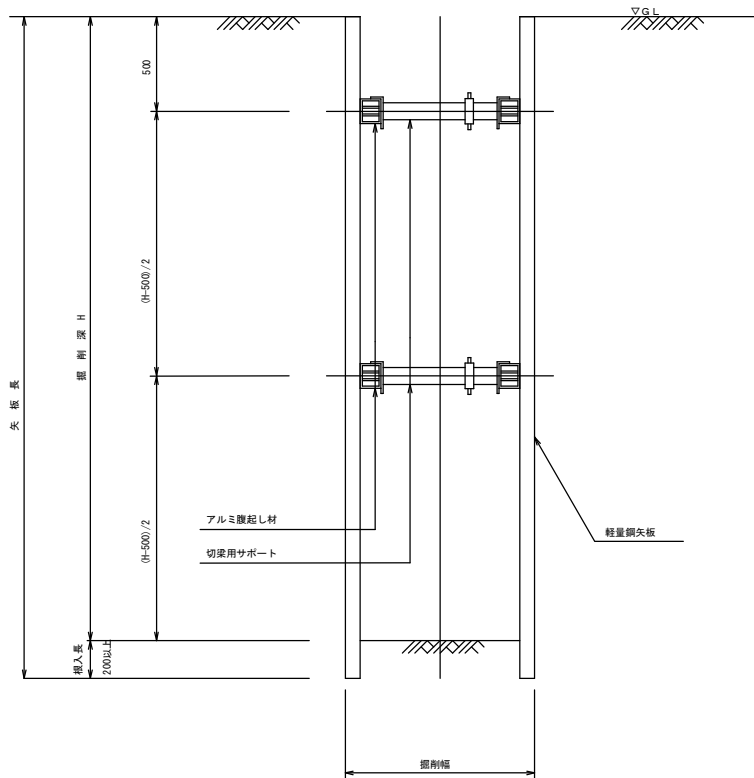 ▽GL
500
(H-500)/2
掘削深 H
矢板長
(H-500)/2
アルミ腹起し材
切梁用サポート
軽量鋼矢板
根入長
200以上
掘削幅